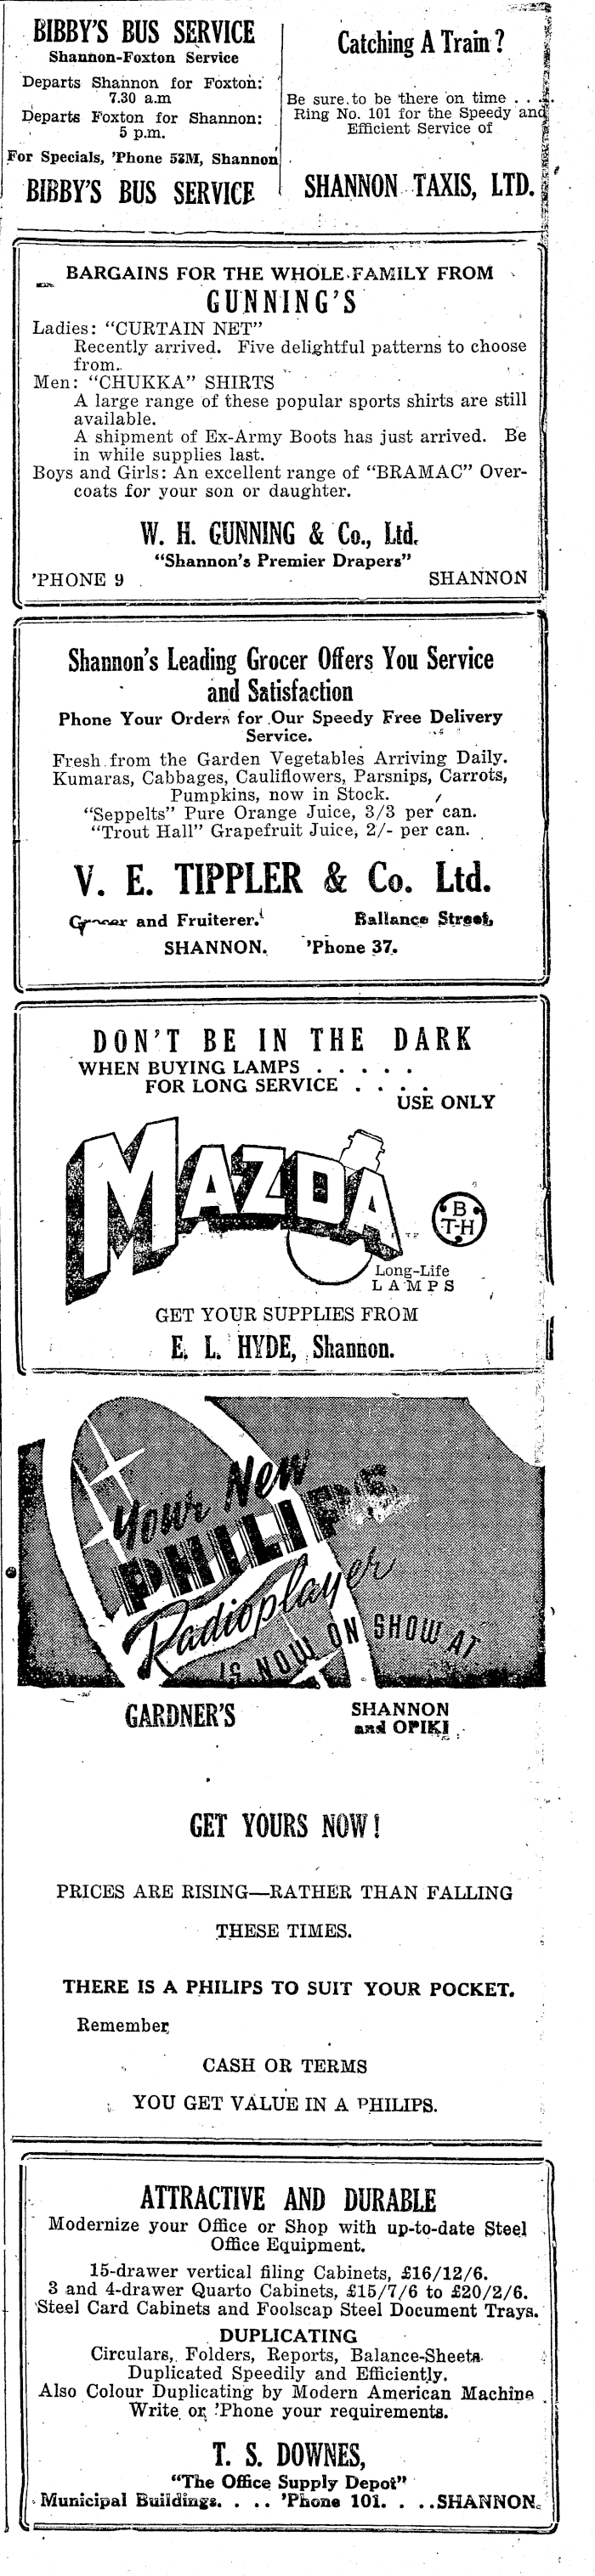 BIBBY'S BUS SERVICE
Shannon-Foxton Service
Departs Shannon for Foxton:
7.30 a.m
Departs Foxton for Shannon:
5 p.m.
For Specials, 'Phone 53M, Shannon
BIBBY'S BUS SERVICE
Catching A Train?
Be sure to be there on time . . .
Ring No. 101 for the Speedy and
Efficient Service of
SHANNON TAXIS, LTD.
BARGAINS FOR THE WHOLE FAMILY FROM
GUNNING'S
Ladies: "CURTAIN NET"
Recently arrived. Five delightful patterns to choose
from.
Men: "CHUKKA" SHIRTS
A large range of these popular sports shirts are still
available.
A shipment of Ex-Army Boots has just arrived. Be
in while supplies last.
Boys and Girls: An excellent range of "BRAMAC" Over-
coats for your son or daughter.
W. H. GUNNING & Co., Ltd.
"Shannon's Premier Drapers"
'PHONE 9 SHANNON
Shannon's Leading Grocer Offers You Service
and Satisfaction
Phone Your Orders for Our Speedy Free Delivery
Service.
Fresh from the Garden Vegetables Arriving Daily.
Kumaras, Cabbages, Cauliflowers, Parsnips, Carrots,
Pumpkins, now in Stock.
"Seppelts" Pure Orange Juice, 3/3 per can.
"Trout Hall" Grapefruit Juice, 2/- per can.
V. E. TIPPLER & Co. Ltd.
Grocer and Fruiterer. Ballance Street,
SHANNON. 'Phone 37.
DON'T BE IN THE DARK
WHEN BUYING LAMPS . . . . .
FOR LONG SERVICE . . . .
USE ONLY
MAZDA
B
T-H
Long-Life
LAMPS
GET YOUR SUPPLIES FROM
E. L. HYDE, Shannon.
Your New
PHILIPS
Radioplayer
IS NOW ON SHOW AT
GARDNER'S
SHANNON
and OPIKI
GET YOURS NOW!
PRICES ARE RISING—RATHER THAN FALLING
THESE TIMES.
THERE IS A PHILIPS TO SUIT YOUR POCKET.
Remember
CASH OR TERMS
YOU GET VALUE IN A PHILIPS.
ATTRACTIVE AND DURABLE
Modernize your Office or Shop with up-to-date Steel
Office Equipment.
15-drawer vertical filing Cabinets, £16/12/6.
3 and 4-drawer Quarto Cabinets, £15/7/6 to £20/2/6.
Steel Card Cabinets and Foolscap Steel Document Trays.
DUPLICATING
Circulars, Folders, Reports, Balance-Sheets
Duplicated Speedily and Efficiently.
Also Colour Duplicating by Modern American Machine
Write or 'Phone your requirements.
T. S. DOWNES,
"The Office Supply Depot"
Municipal Buildings. . .. 'Phone 101. . ..SHANNON.